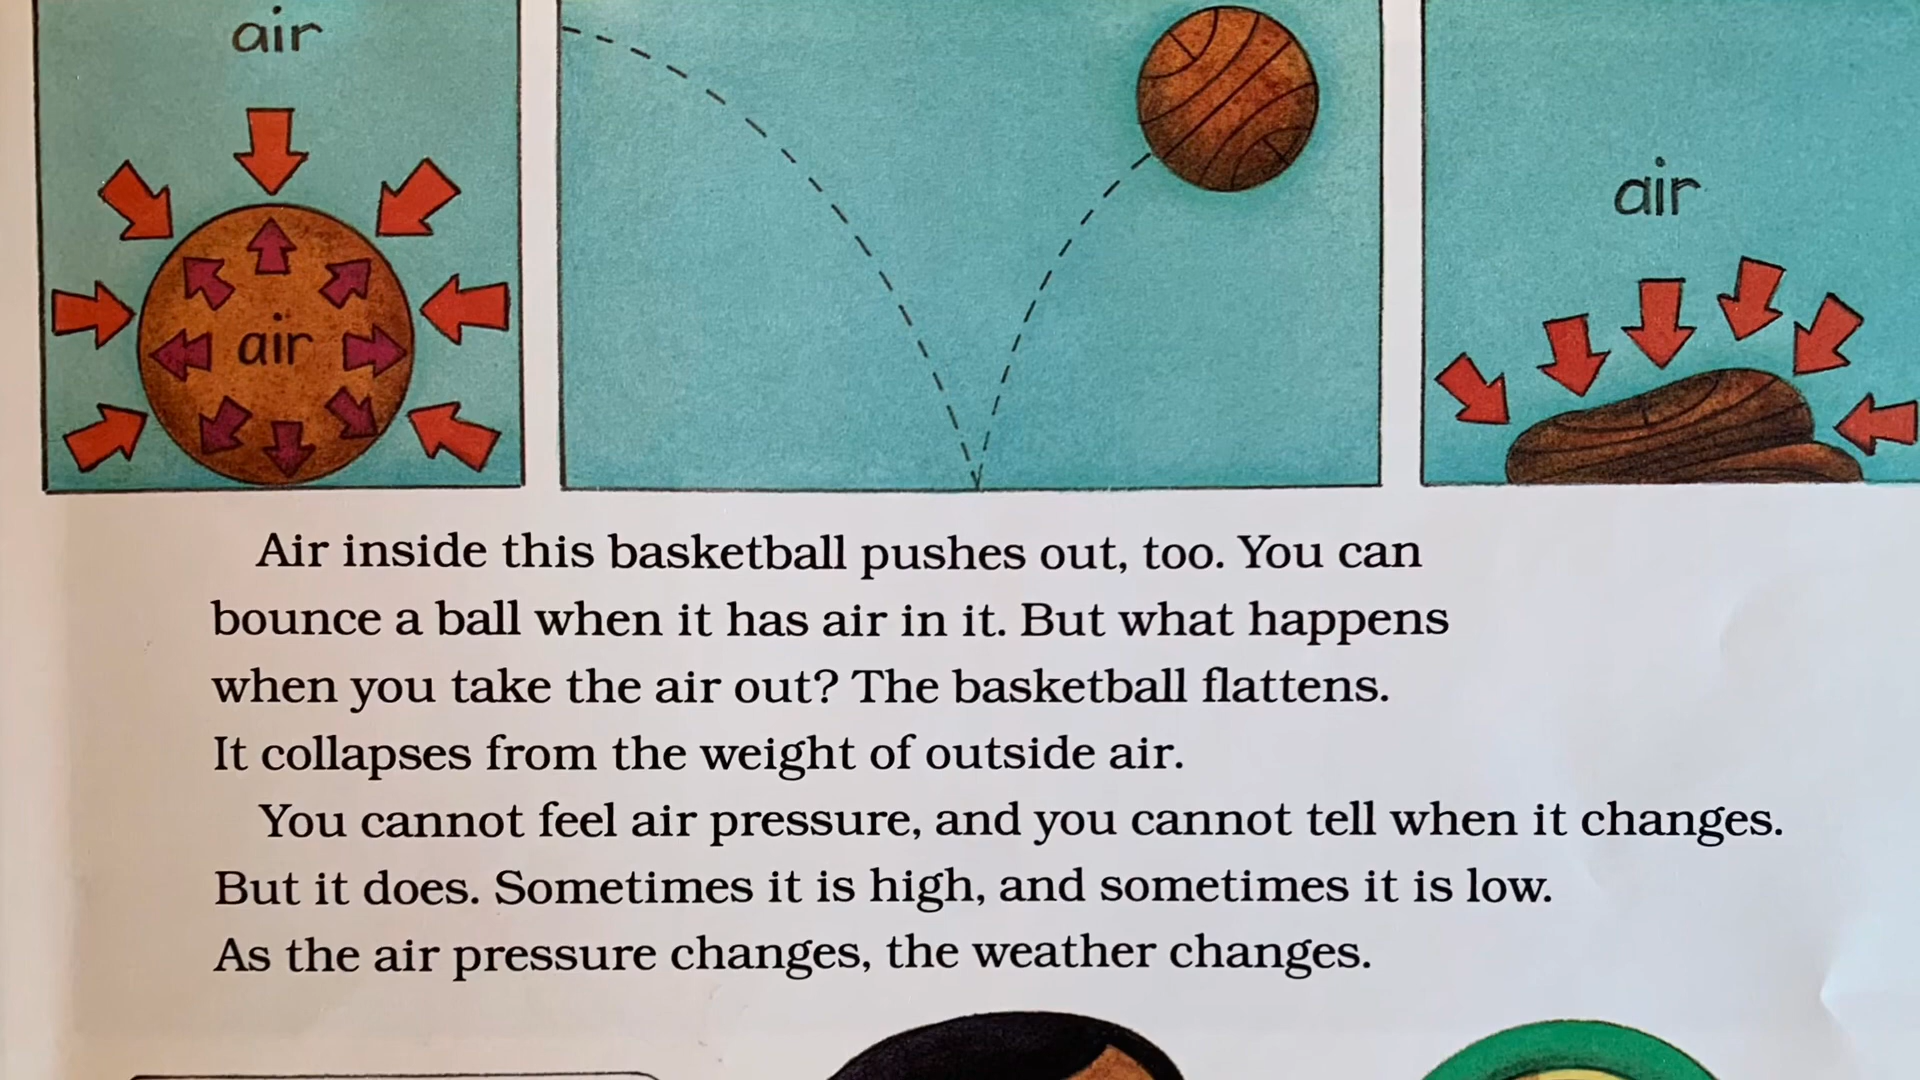 air
air
air
Air inside this basketball pushes out, too. You can
bounce a ball when it has air in it. But what happens
when you take the air out? The basketball flattens.
It collapses from the weight of outside air.
You cannot feel air pressure, and you cannot tell when it changes.
But it does. Sometimes it is high, and sometimes it is low.
As the air pressure changes, the weather changes.